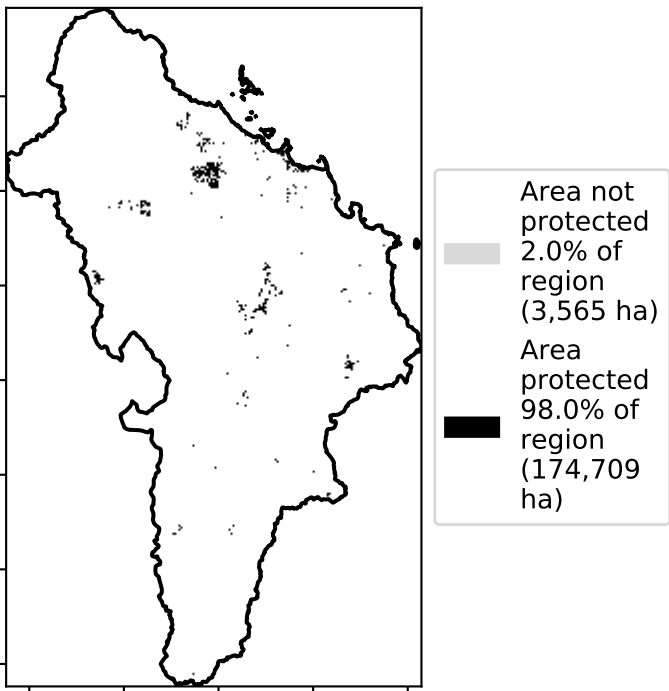 Area not
protected
2.0% of
region
(3,565 ha)
Area
protected
98.0% of
region
(174,709
ha)